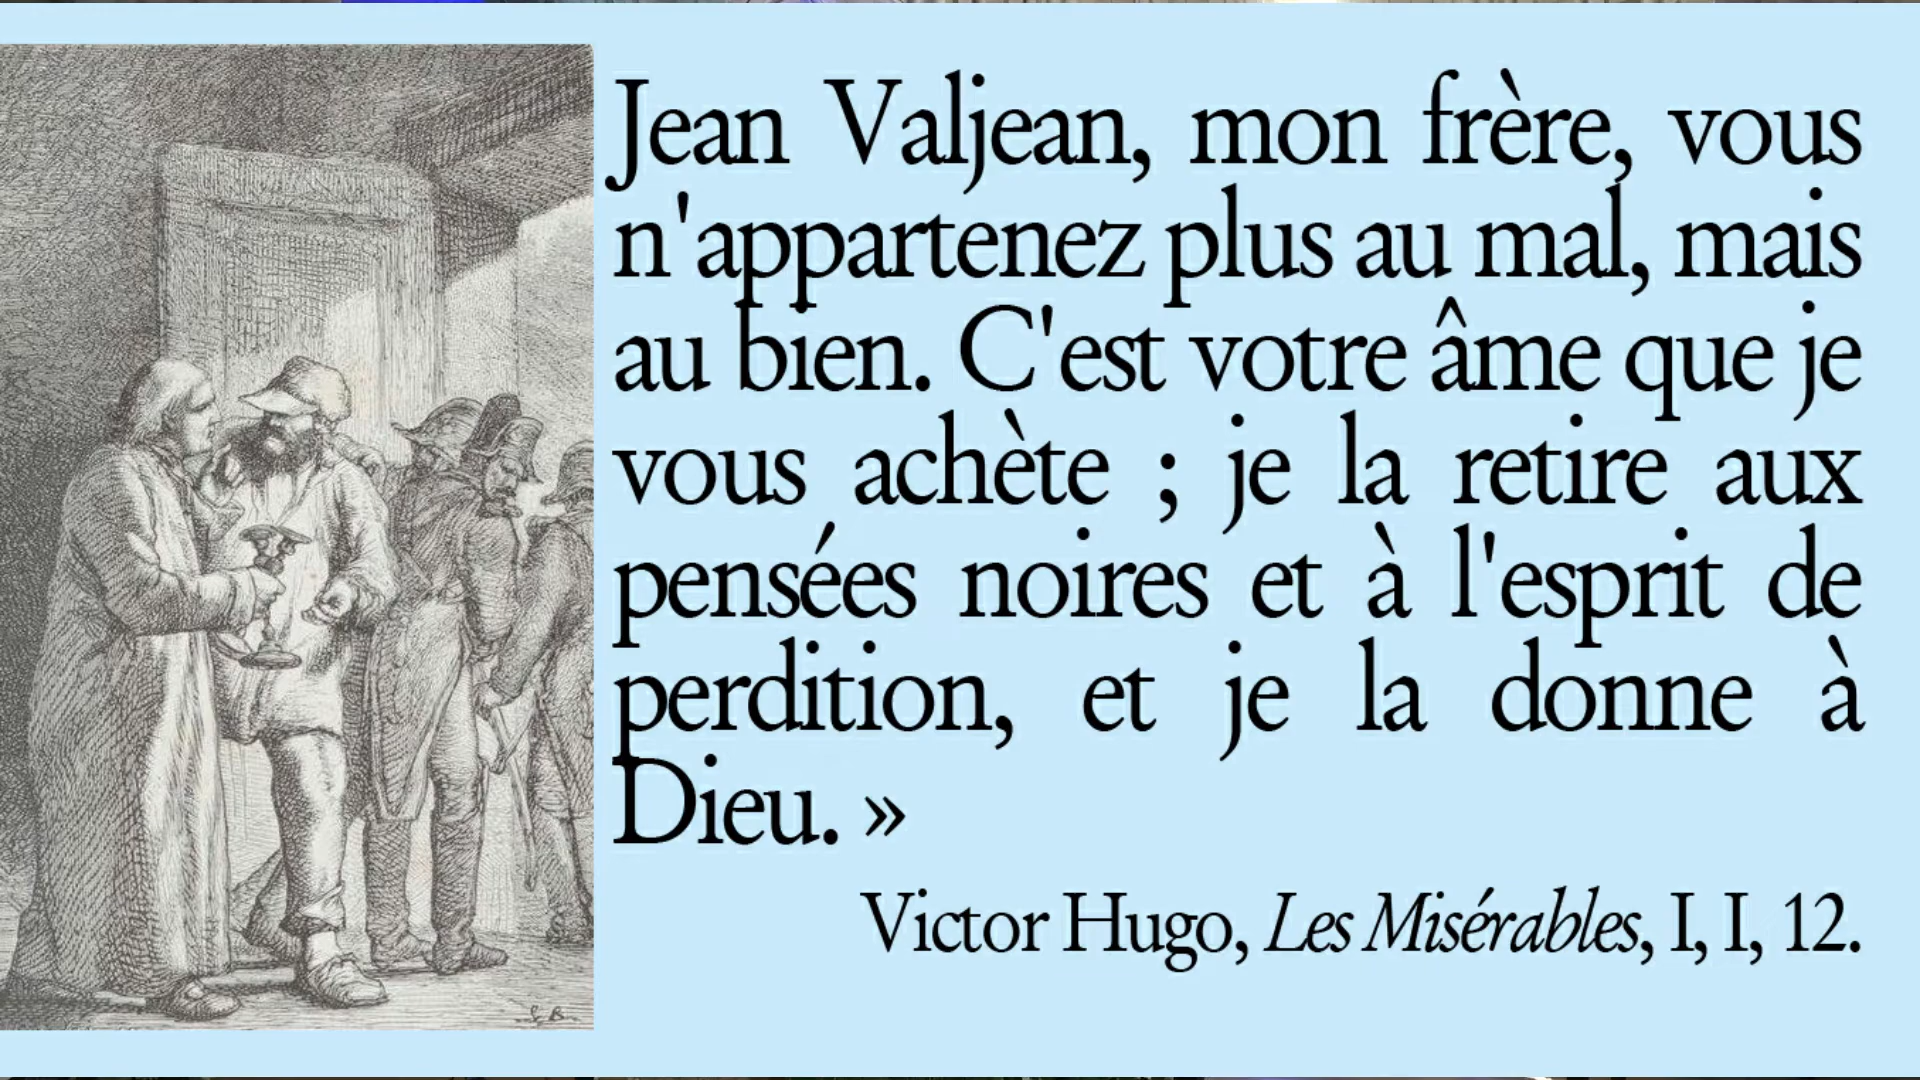 Jean Valjean, mon frère, vous
n'appartenez plus au mal, mais
au bien. C'est votre âme que je
vous achète ; je la retire aux
pensées noires et à l'esprit de
perdition, et je la donne à
Dieu. »
Victor Hugo, Les Misérables, I, I, 12.